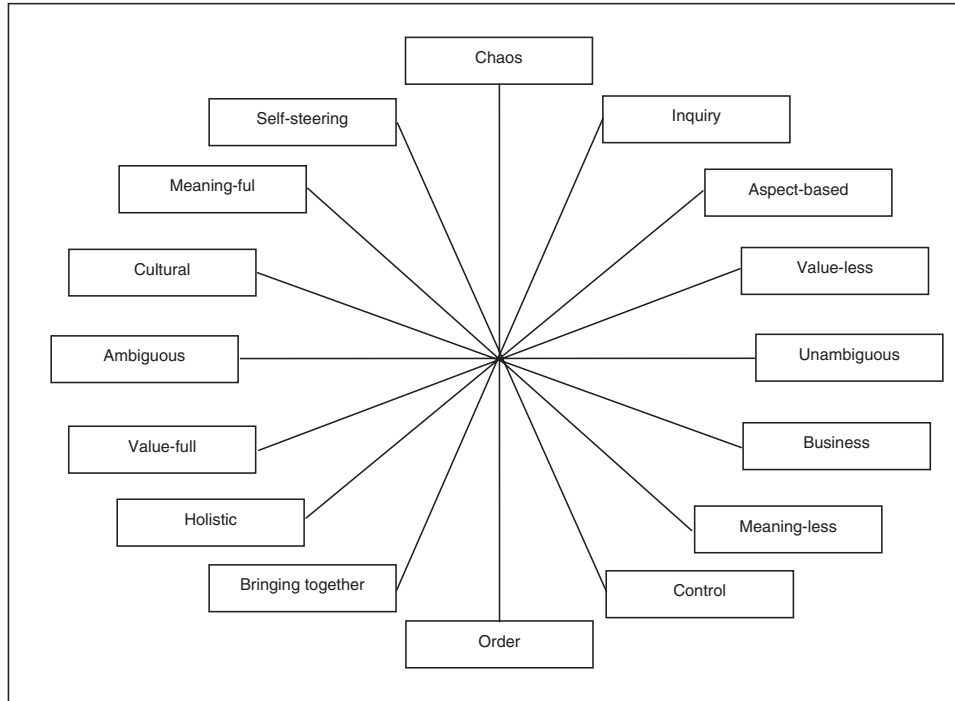 Chaos
Self-steering
Inquiry
Meaning-ful
Aspect-based
Cultural
Value-less
Ambiguous
Unambiguous
Value-full
Business
Holistic
Meaning-less
Bringing together
Control
Order